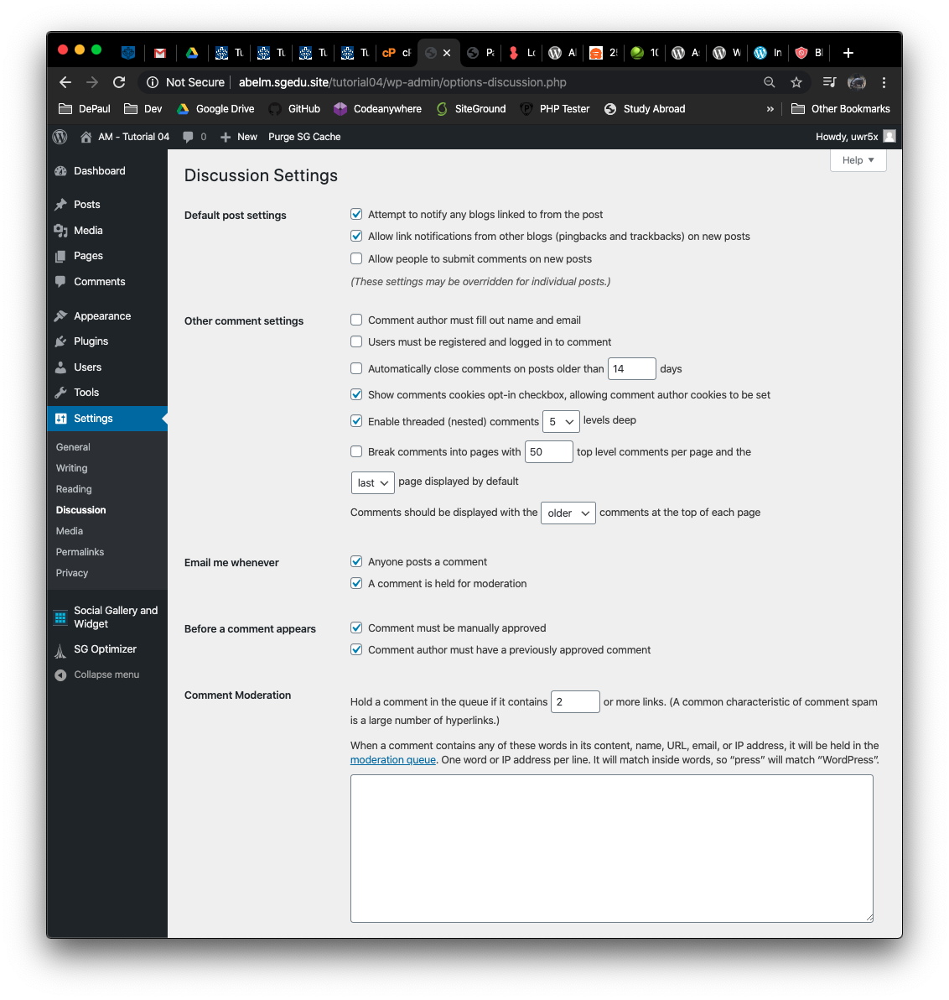 Tu
Tu
Tu
Tu
cP cl
Pa
Lo
Al
25
10
A
W
In
Bl
Not Secure | abelm.sgedu.site/tutorial04/wp-admin/options-discussion.php
DePaul Dev Google Drive GitHub Codeanywhere SiteGround PHP Tester Study Abroad » Other Bookmarks
AM - Tutorial 04 0 New Purge SG Cache Howdy, uwr5x
Help
Dashboard
Posts
Media
Pages
Comments
Appearance
Plugins
Users
Tools
Settings
General
Writing
Reading
Discussion
Media
Permalinks
Privacy
Social Gallery and
Widget
SG Optimizer
Collapse menu
Discussion Settings
Default post settings
Attempt to notify any blogs linked to from the post
Allow link notifications from other blogs (pingbacks and trackbacks) on new posts
Allow people to submit comments on new posts
(These settings may be overridden for individual posts.)
Other comment settings
Comment author must fill out name and email
Users must be registered and logged in to comment
Automatically close comments on posts older than 14 days
Show comments cookies opt-in checkbox, allowing comment author cookies to be set
Enable threaded (nested) comments 5 levels deep
Break comments into pages with 50 top level comments per page and the
last page displayed by default
Comments should be displayed with the older comments at the top of each page
Email me whenever
Anyone posts a comment
A comment is held for moderation
Before a comment appears
Comment must be manually approved
Comment author must have a previously approved comment
Comment Moderation
Hold a comment in the queue if it contains 2 or more links. (A common characteristic of comment spam
is a large number of hyperlinks.)
When a comment contains any of these words in its content, name, URL, email, or IP address, it will be held in the
moderation queue. One word or IP address per line. It will match inside words, so “press” will match “WordPress”.